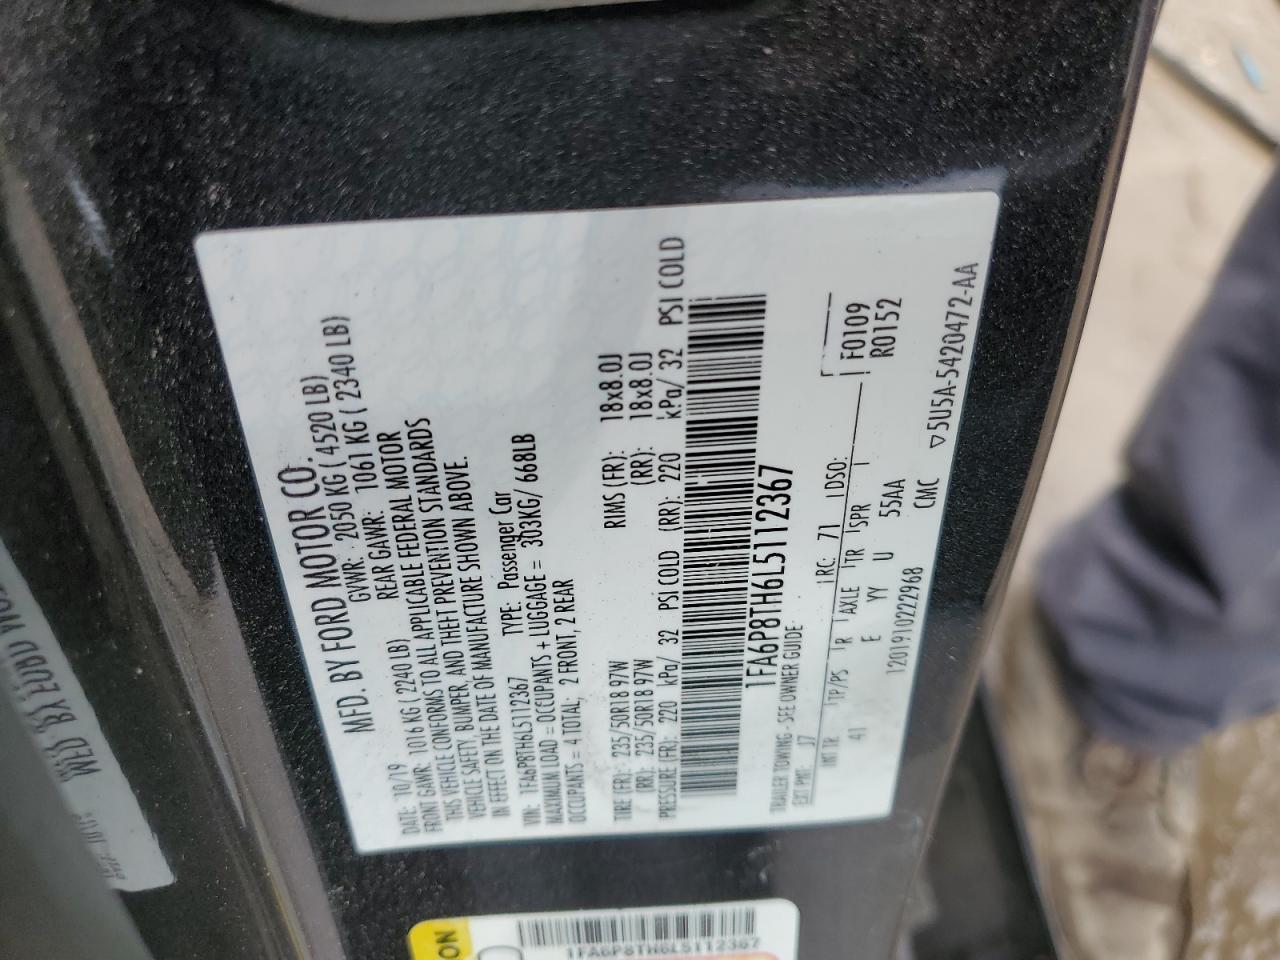 MFD. BY FORD MOTOR CO.
DATE: 10/19 GVWR: 2050 KG ( 4520 LB)
FRONT GAWR: 1016 KG ( 2240 LB) REAR GAWR: 1061 KG ( 2340 LB)
THIS VEHICLE CONFORMS TO ALL APPLICABLE FEDERAL MOTOR
VEHICLE SAFETY, BUMPER, AND THEFT PREVENTION STANDARDS
IN EFFECT ON THE DATE OF MANUFACTURE SHOWN ABOVE.
VIN: 1FA6P8TH6L5112367 TYPE: Passenger Car
MAXIMUM LOAD = OCCUPANTS + LUGGAGE = 303KG/ 668LB
OCCUPANTS = 4 TOTAL; 2 FRONT, 2 REAR
TIRE (FR): 235/50R18 97W RIMS (FR): 18x8.0J
(RR): 235/50R18 97W (RR): 18x8.0J
PRESSURE (FR): 220 kPa/ 32 PSI COLD (RR): 220 kPa/ 32 PSI COLD
1FA6P8TH6L5112367
TRAILER TOWING - SEE OWNER GUIDE
EXT PNT: J7 RC: 71 DSO: F0109
INT TR TP/PS R AXLE TR SPR R0152
41 E YY U 55AA
120191022968 CMC ▽5U5A-5420472-AA
ON
1FA6P8TH6L5112367